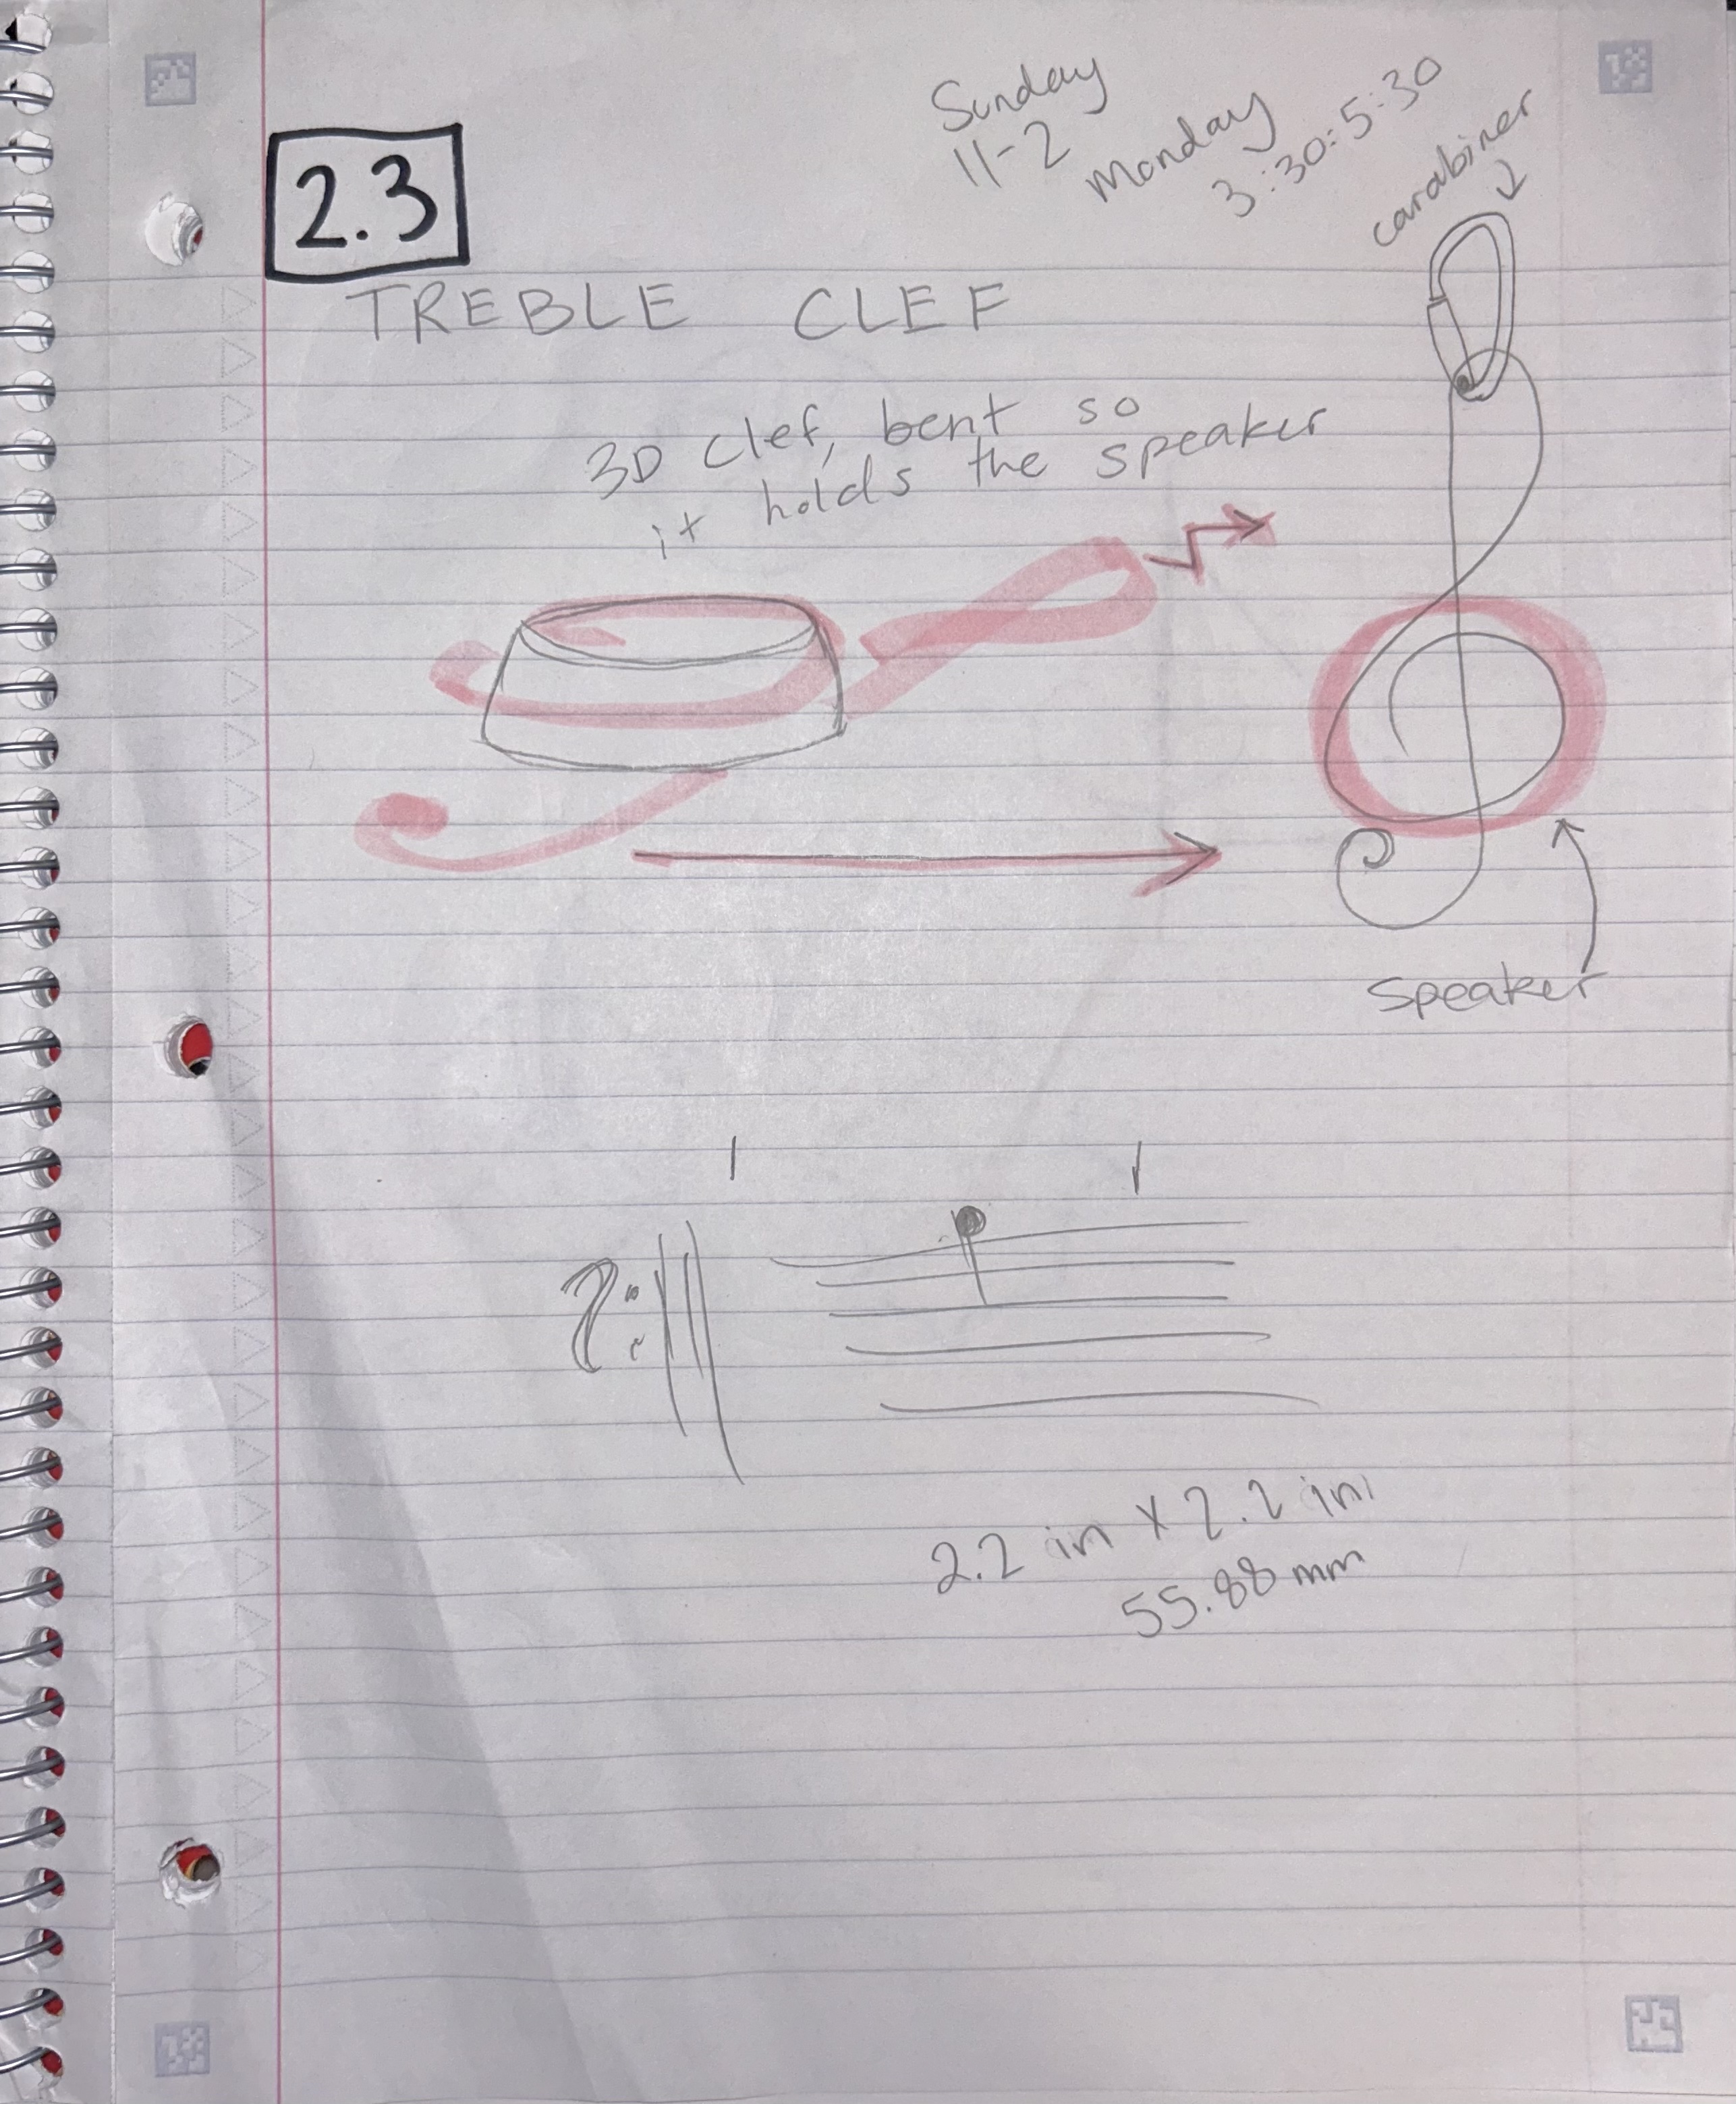 Sunday
11-2
Monday
3:30-5:30
carabiner
2.3
TREBLE CLEF
3D clef, bent so
it holds the speaker
Speaker
2.2 in x 2.2 in
55.88 mm